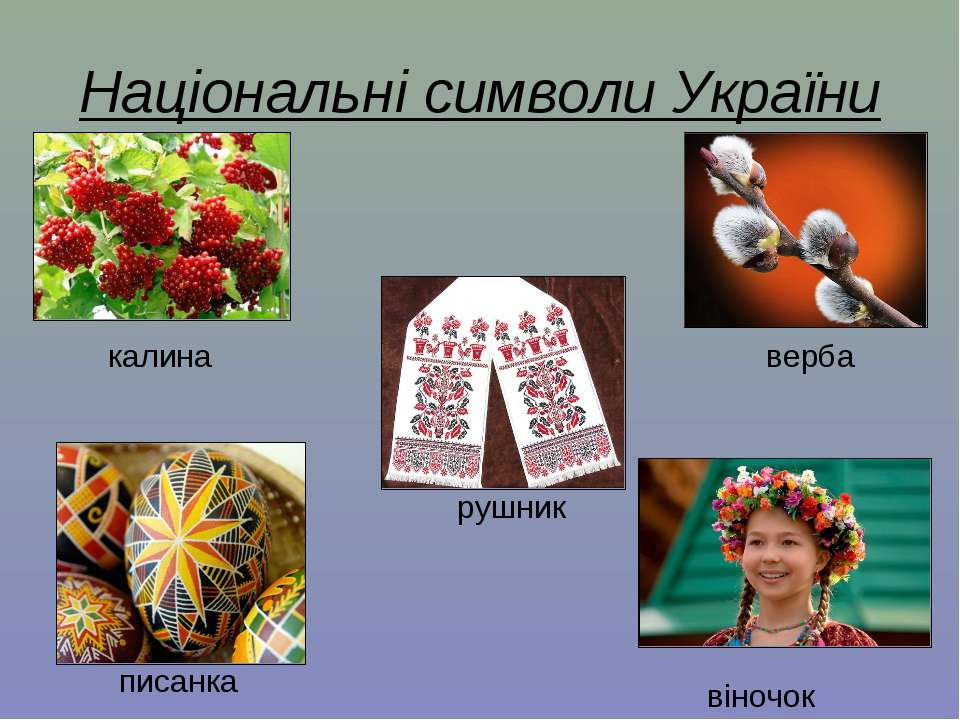 Національні символи України
калина
верба
рушник
писанка
віночок